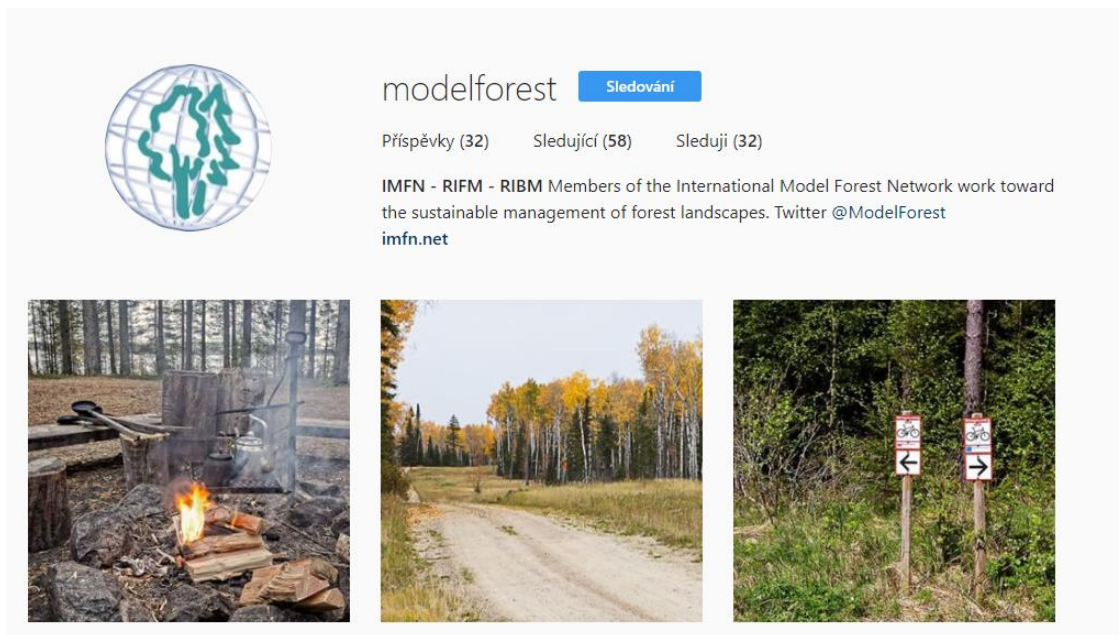 modelforest Sledování
Příspěvky (32) Sledující (58) Sleduji (32)
IMFN - RIFM - RIBM Members of the International Model Forest Network work toward
the sustainable management of forest landscapes. Twitter @ModelForest
imfn.net